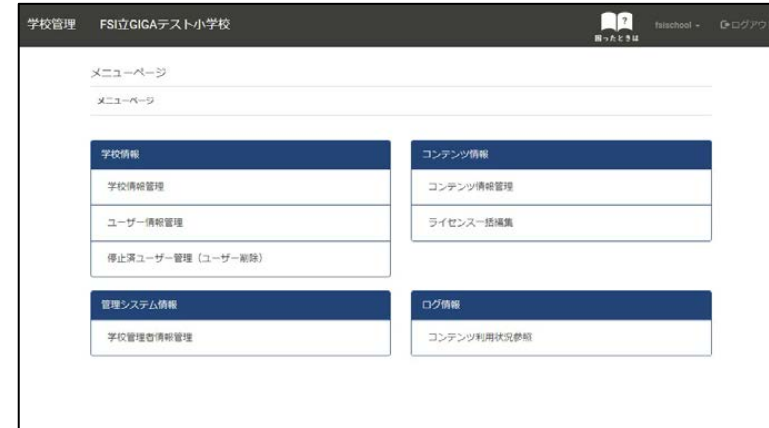 学校管理 FSI立GIGAテスト小学校
?
困ったときは
fsischool
ログアウ
メニューページ
メニューページ
学校情報
学校情報管理
ユーザー情報管理
停止済ユーザー管理（ユーザー削除）
コンテンツ情報
コンテンツ情報管理
ライセンス一括編集
管理システム情報
学校管理者情報管理
ログ情報
コンテンツ利用状況参照